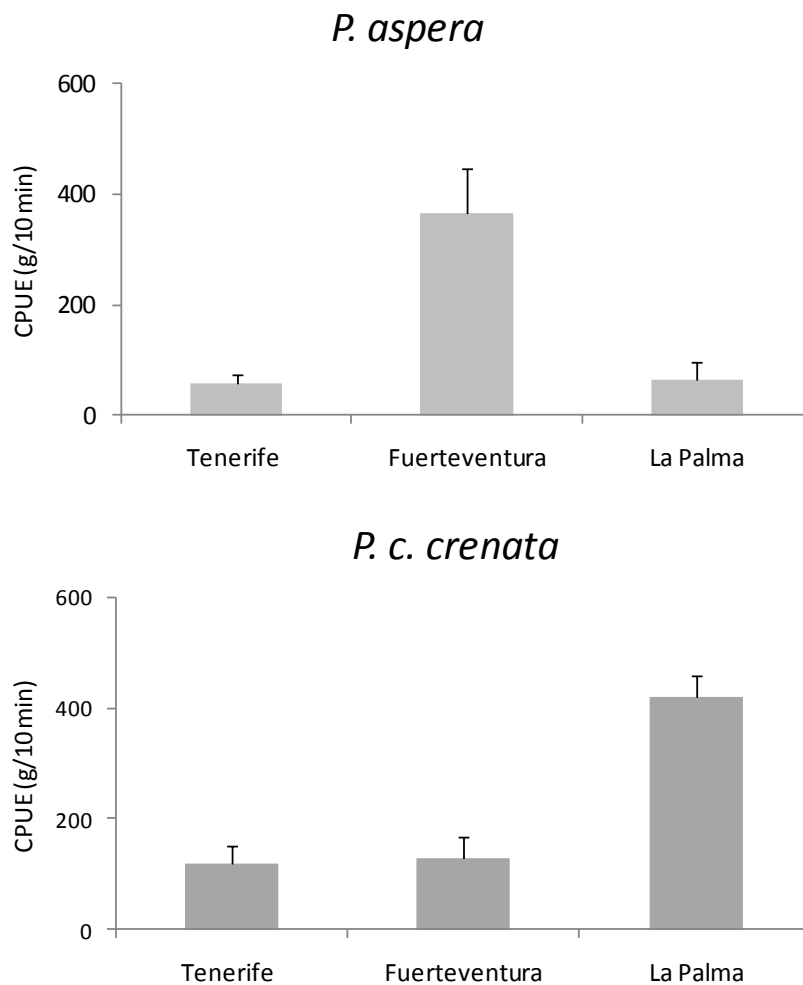 P. aspera
600
400
200
0
CPUE (g/10 min)
Tenerife Fuerteventura La Palma
P. c. crenata
600
400
200
0
CPUE (g/10 min)
Tenerife Fuerteventura La Palma